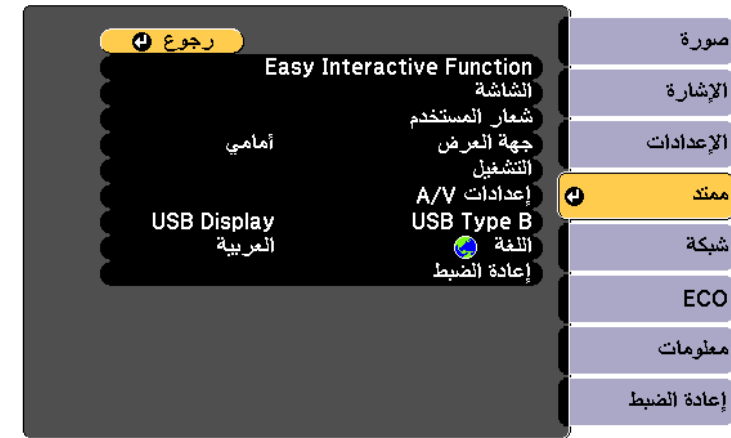 رجوع
Easy Interactive Function
الشاشة
شعار المستخدم
جهة العرض أمامي
التشغيل
إعدادات A/V
USB Type B USB Display
اللغة العربية
إعادة الضبط
صورة
الإشارة
الإعدادات
ممتد
شبكة
ECO
معلومات
إعادة الضبط